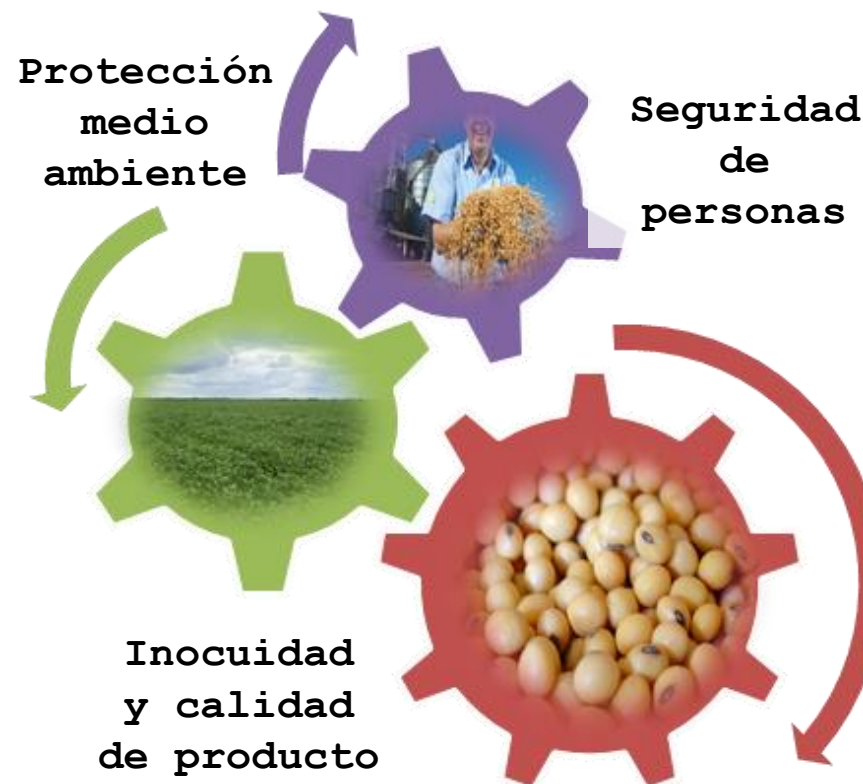 Protección
medio
ambiente
Seguridad
de
personas
Inocuidad
y calidad
de producto